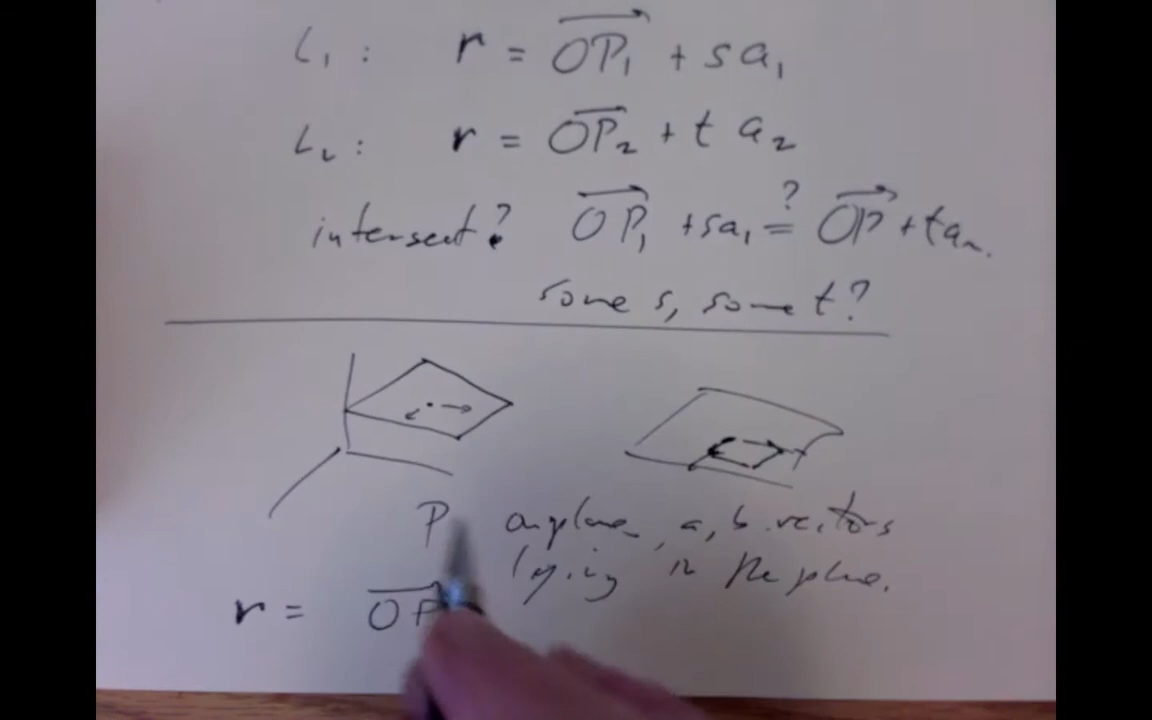 L₁ : r = OP₁ + s a₁
L₂ : r = OP₂ + t a₂
intersect? OP₁ + sa₁ =? OP + ta₂.
some s, some t?
P on plane, a, b vectors
lying in the plane.
r = OP